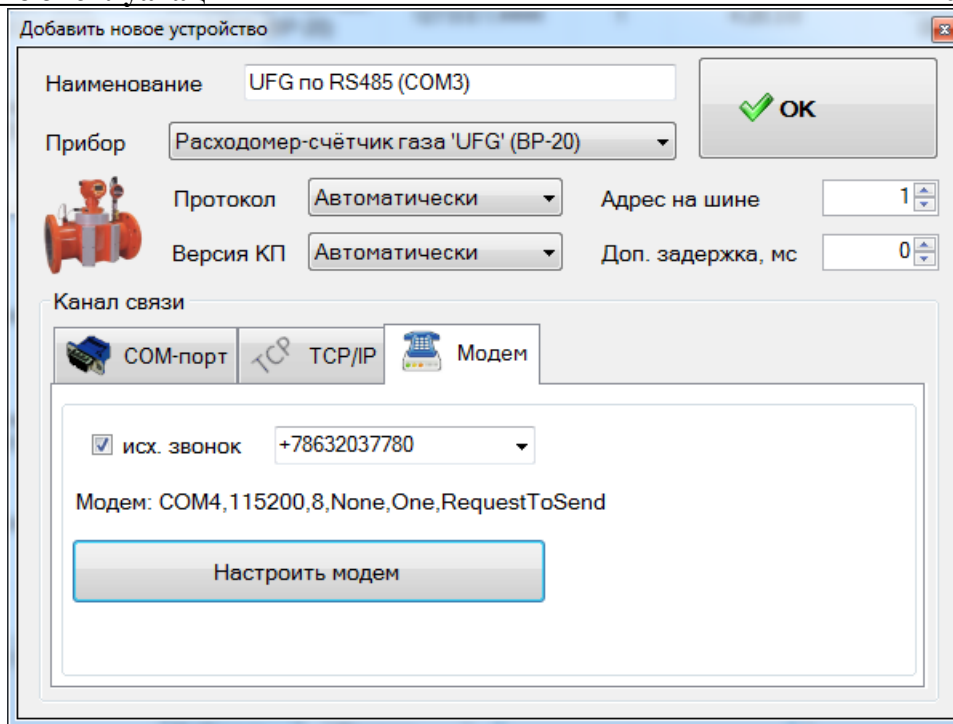 Добавить новое устройство
Наименование UFG по RS485 (COM3)
OK
Прибор Расходомер-счётчик газа 'UFG' (ВР-20)
Протокол Автоматически Адрес на шине 1
Версия КП Автоматически Доп. задержка, мс 0
Канал связи
COM-порт TCP TCP/IP Модем
исх. звонок +78632037780
Модем: COM4,115200,8,None,One,RequestToSend
Настроить модем